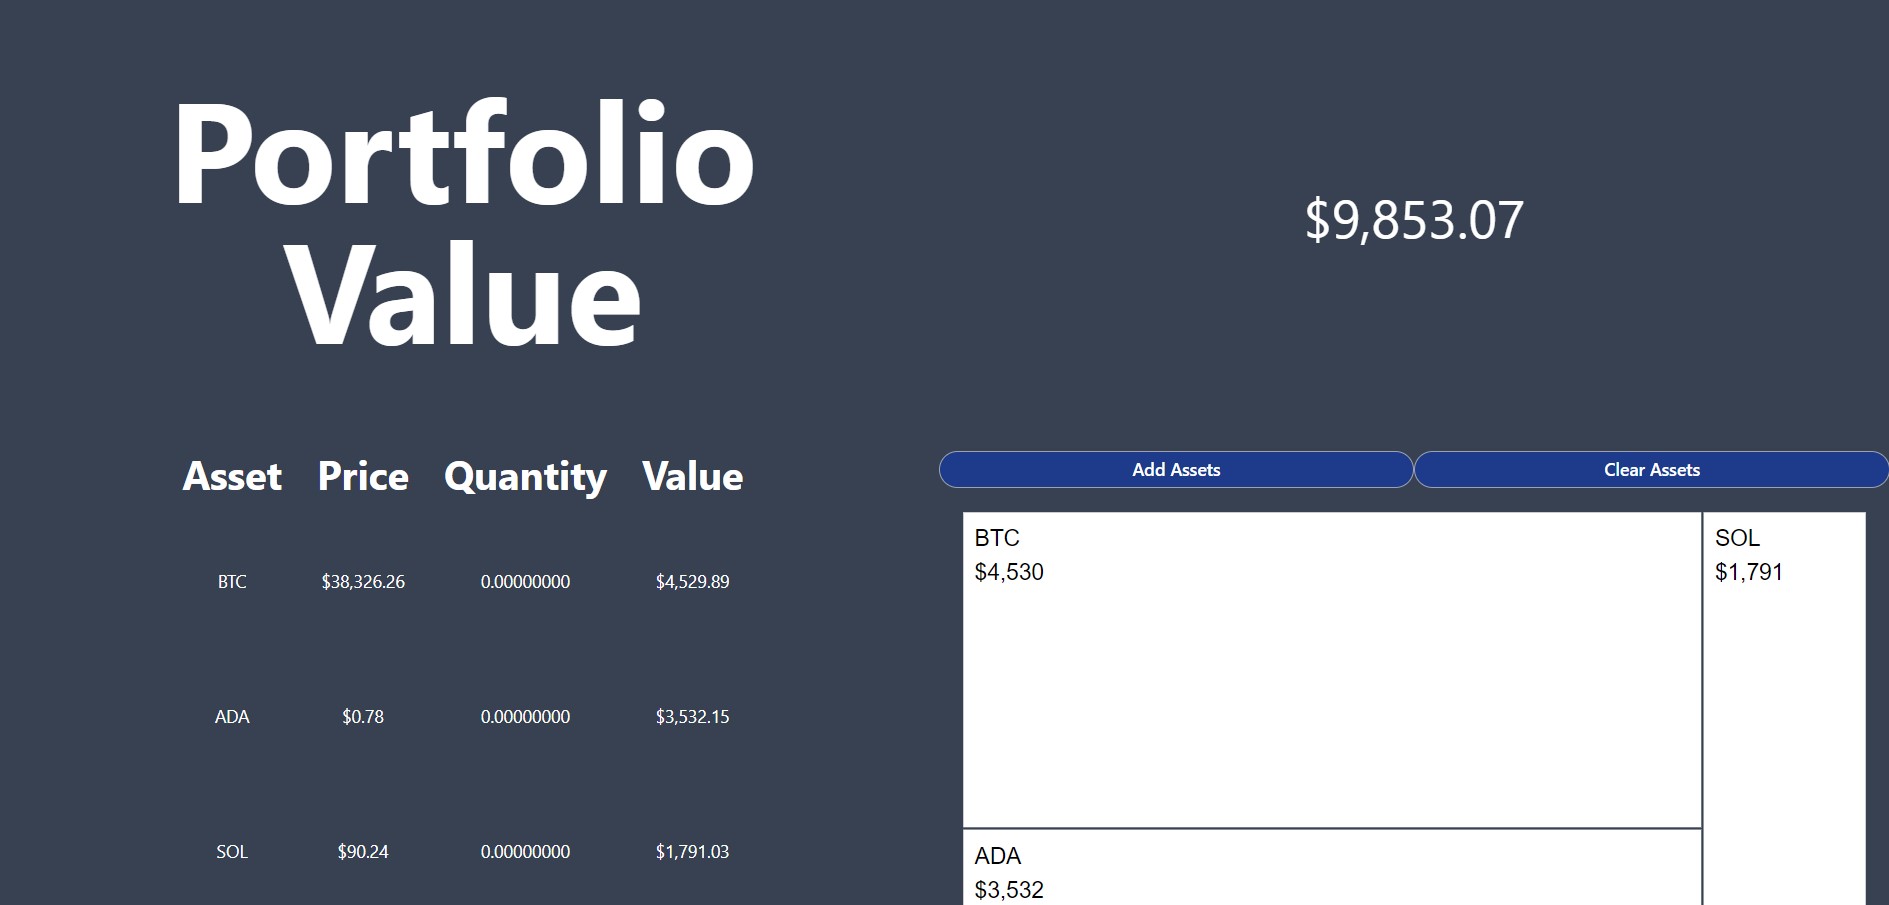 Portfolio
Value
$9,853.07
Asset Price Quantity Value
BTC $38,326.26 0.00000000 $4,529.89
ADA $0.78 0.00000000 $3,532.15
SOL $90.24 0.00000000 $1,791.03
Add Assets Clear Assets
BTC
$4,530
SOL
$1,791
ADA
$3,532